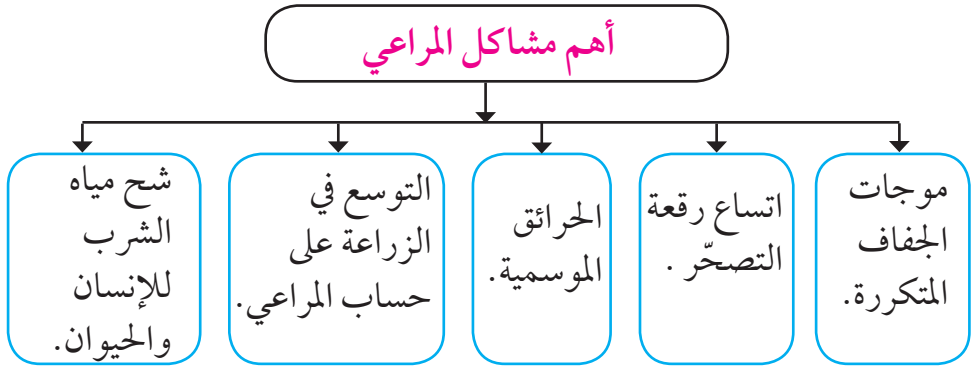 أهم مشاكل المراعي
موجات
الجفاف
المتكررة.
اتساع رقعة
التصحّر .
الحرائق
الموسمية.
التوسع في
الزراعة على
حساب المراعي.
شح مياه
الشرب
للإنسان
والحيوان.